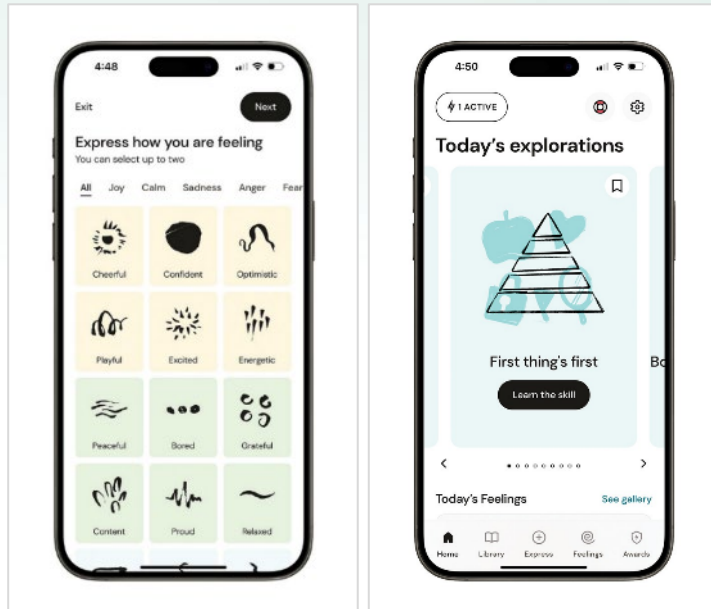 4:48
Exit
Next
Express how you are feeling
You can select up to two
All Joy Calm Sadness Anger Fear
Cheerful Confident Optimistic
Playful Excited Energetic
Peaceful Bored Grateful
Content Proud Relaxed
4:50
1 ACTIVE
Today's explorations
First thing's first
Bo
Learn the skill
Today's Feelings
See gallery
Home Library Express Feelings Awards